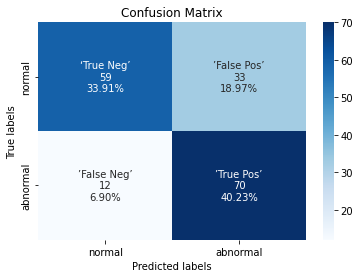 Confusion Matrix
True labels
normal
abnormal
‘True Neg’
59
33.91%
’False Pos’
33
18.97%
’False Neg’
12
6.90%
’True Pos’
70
40.23%
normal
abnormal
Predicted labels
70
60
50
40
30
20